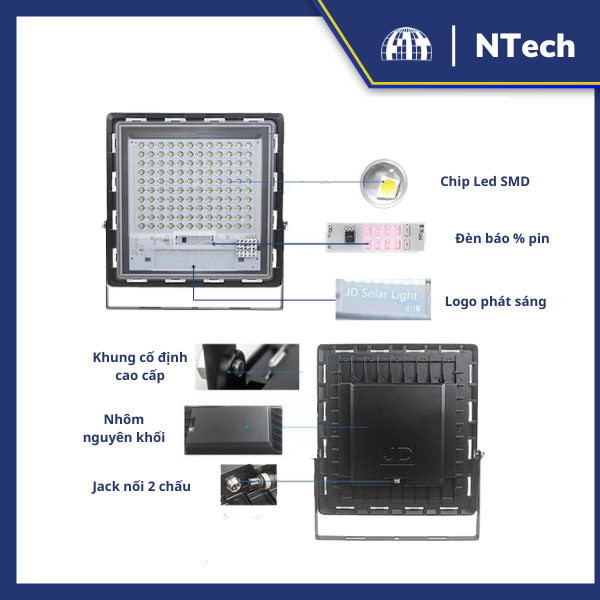 NTech
Chip Led SMD
Đèn báo % pin
JD Solar Light
40W
Logo phát sáng
Khung cố định
cao cấp
Nhôm
nguyên khối
Jack nối 2 chấu
JD